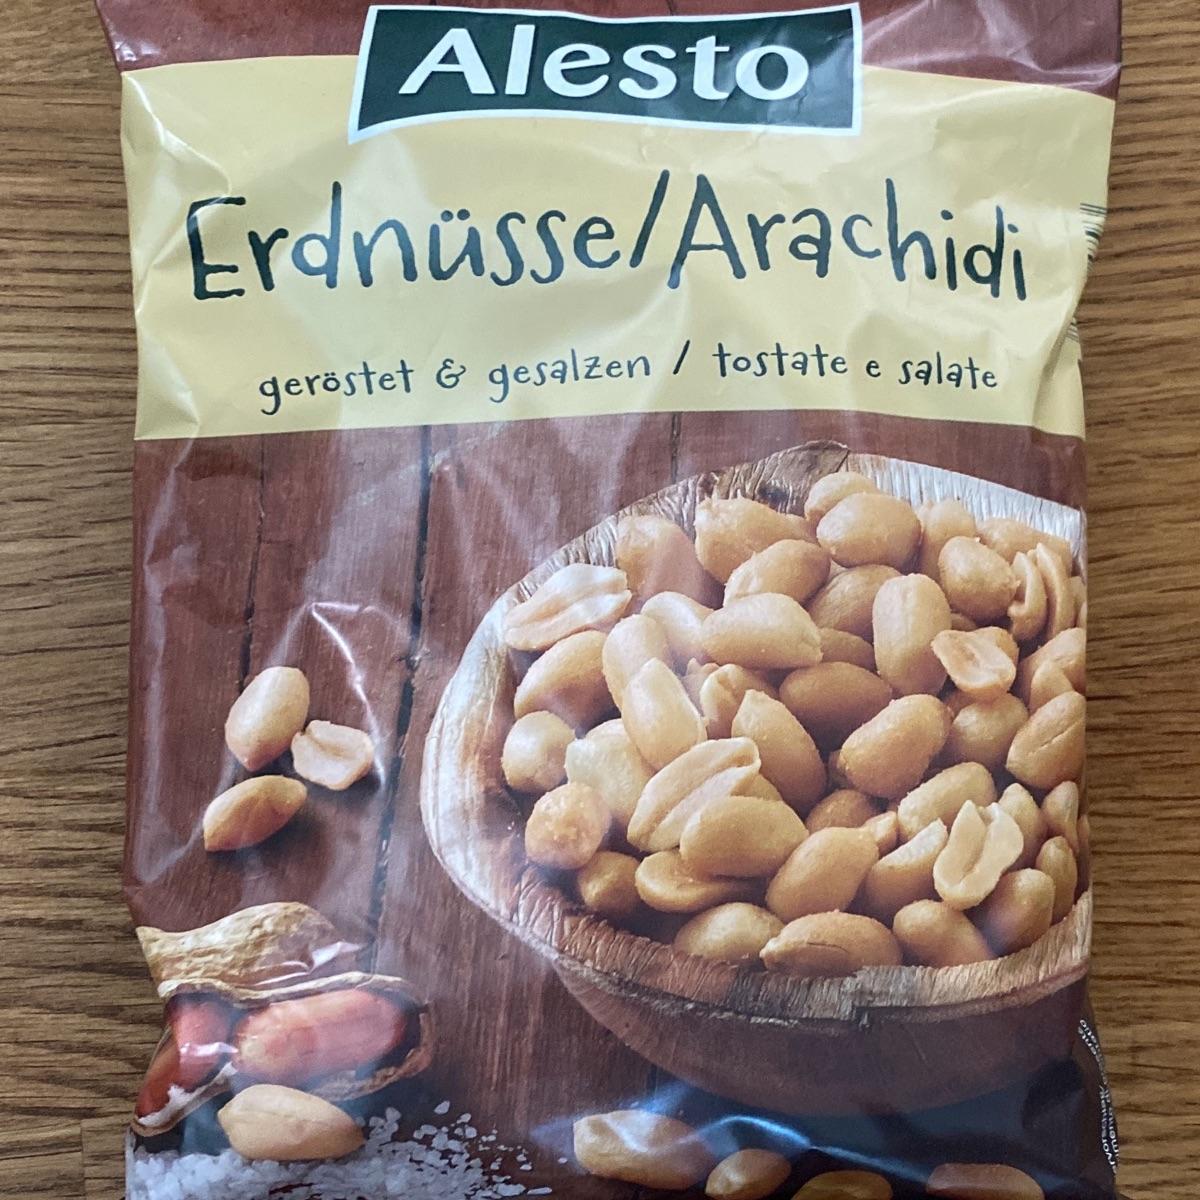 Alesto
Erdnüsse/Arachidi
geröstet & gesalzen / tostate e salate